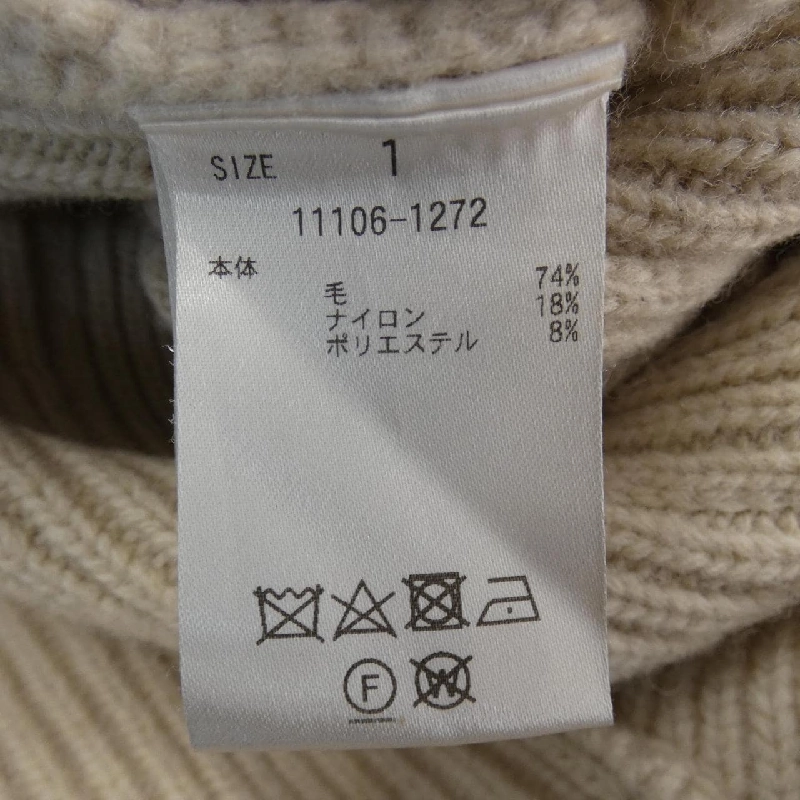 SIZE 1
11106-1272
本体
毛 74%
ナイロン 18%
ポリエステル 8%
F W